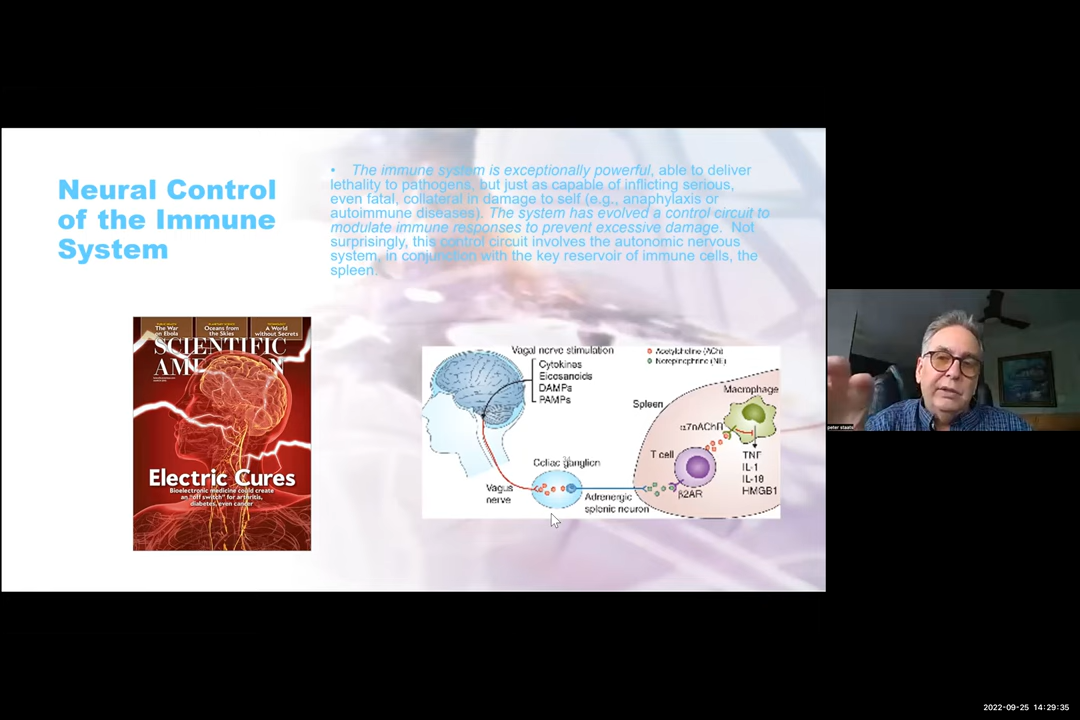 Neural Control
of the Immune
System
• The immune system is exceptionally powerful, able to deliver
lethality to pathogens, but just as capable of inflicting serious,
even fatal, collateral in damage to self (e.g., anaphylaxis or
autoimmune diseases). The system has evolved a control circuit to
modulate immune responses to prevent excessive damage. Not
surprisingly, this control circuit involves the autonomic nervous
system, in conjunction with the key reservoir of immune cells, the
spleen.
The War
on Ebola
Oceans from
the Skies
A World
without Secrets
SCIENTIFIC
AM N
Electric Cures
Bioelectronic medicine could create
an "off switch" for arthritis,
diabetes, even cancer
Vagal nerve stimulation
Cytokines
Eicosanoids
DAMPs
PAMPs
Acetylcholine (ACh)
Norepinephrine (NE)
Spleen
Macrophage
α7nAChR
T cell
TNF
IL-1
IL-18
HMGB1
β2AR
Celiac ganglion
Vagus
nerve
Adrenergic
splenic neuron
peter staats
2022-09-25 14:29:35